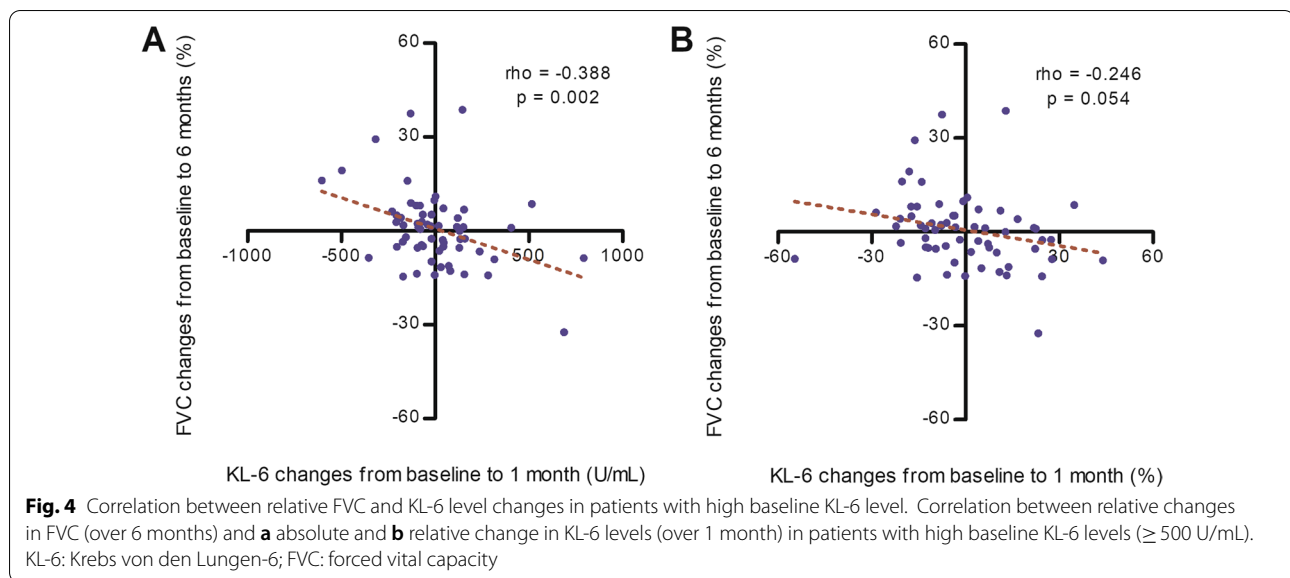 A
FVC changes from baseline to 6 months (%)
60
30
-30
-60
-1000
-500
500
1000
rho = -0.388
p = 0.002
KL-6 changes from baseline to 1 month (U/mL)
B
FVC changes from baseline to 6 months (%)
60
30
-30
-60
-60
-30
30
60
rho = -0.246
p = 0.054
KL-6 changes from baseline to 1 month (%)
Fig. 4 Correlation between relative FVC and KL-6 level changes in patients with high baseline KL-6 level. Correlation between relative changes
in FVC (over 6 months) and a absolute and b relative change in KL-6 levels (over 1 month) in patients with high baseline KL-6 levels (≥ 500 U/mL).
KL-6: Krebs von den Lungen-6; FVC: forced vital capacity